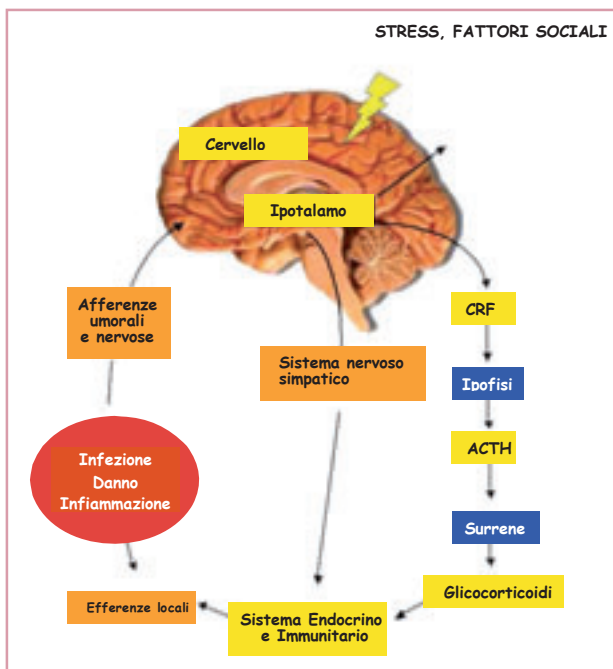 STRESS, FATTORI SOCIALI
Cervello
Ipotalamo
Afferenze
umorali
e nervose
CRF
Sistema nervoso
simpatico
Ipofisi
ACTH
Infezione
Danno
Infiammazione
Surrene
Glicocorticoidi
Efferenze locali
Sistema Endocrino
e Immunitario